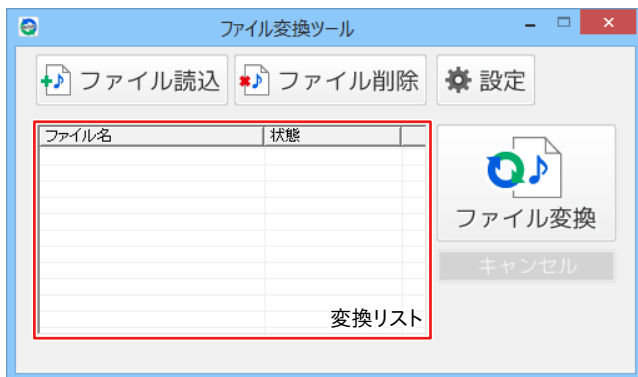 ファイル変換ツール
ファイル読込
ファイル削除
設定
ファイル名
状態
ファイル変換
キャンセル
変換リスト